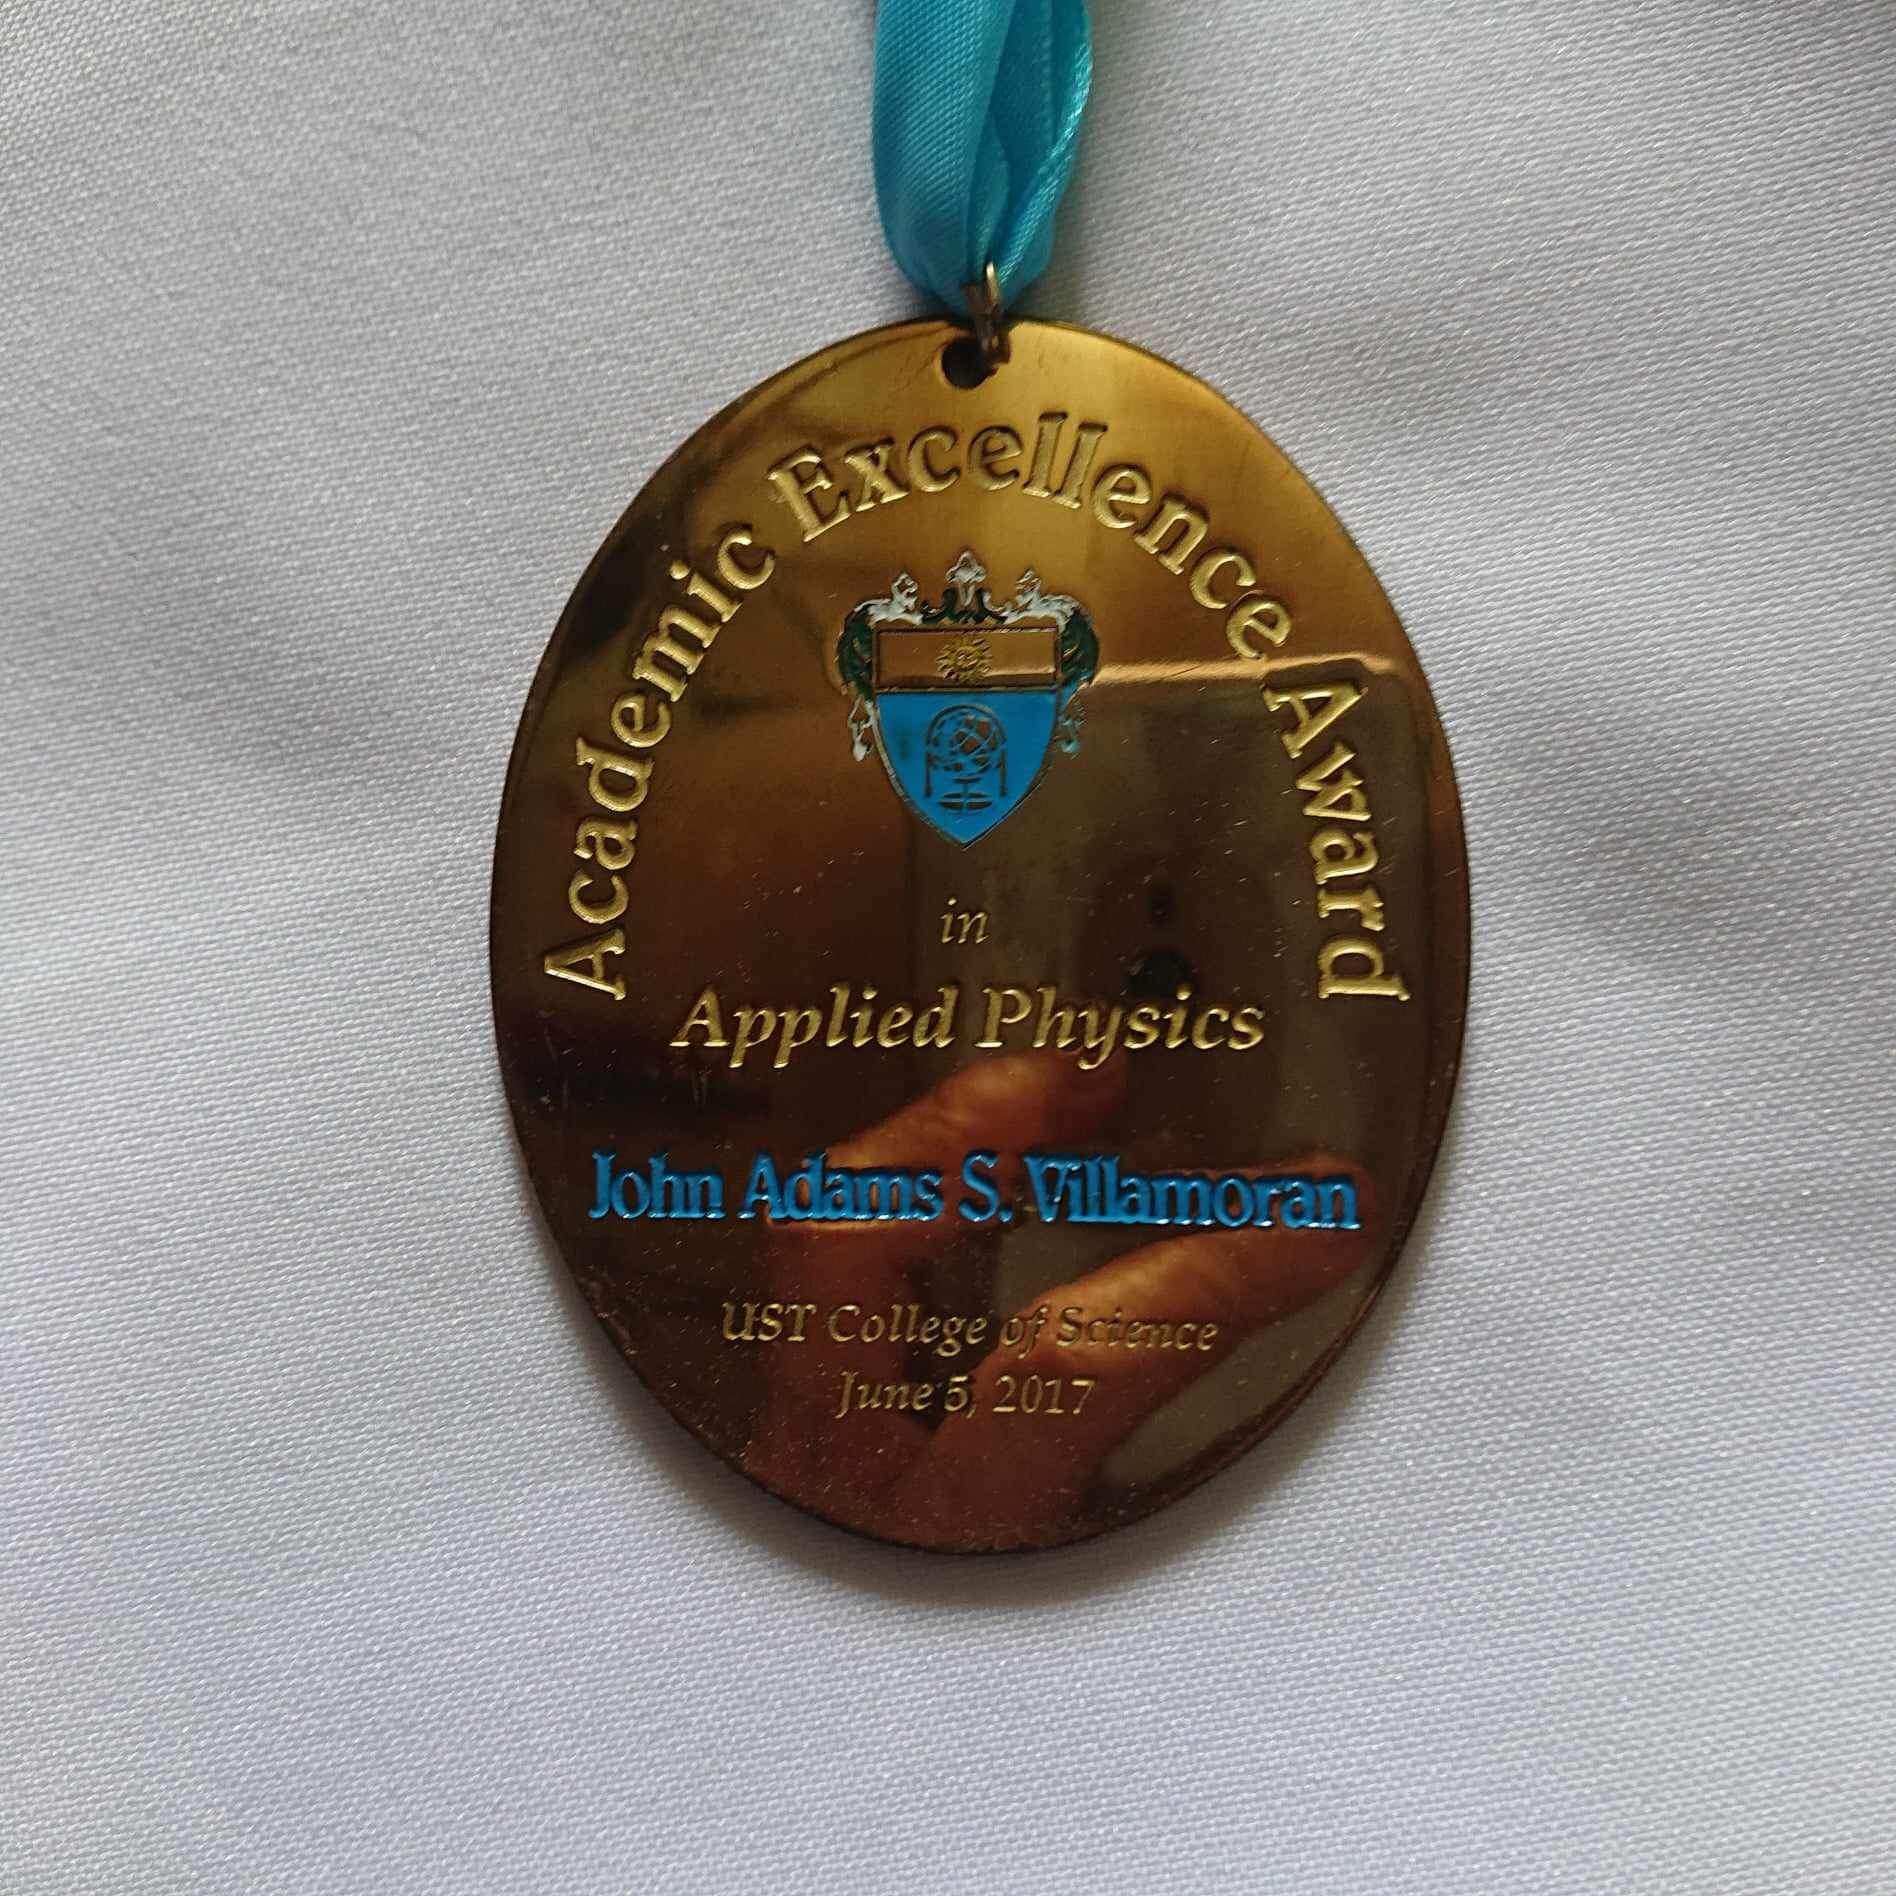 Academic Excellence Award
in
Applied Physics
John Adams S. Villamoran
UST College of Science
June 5, 2017